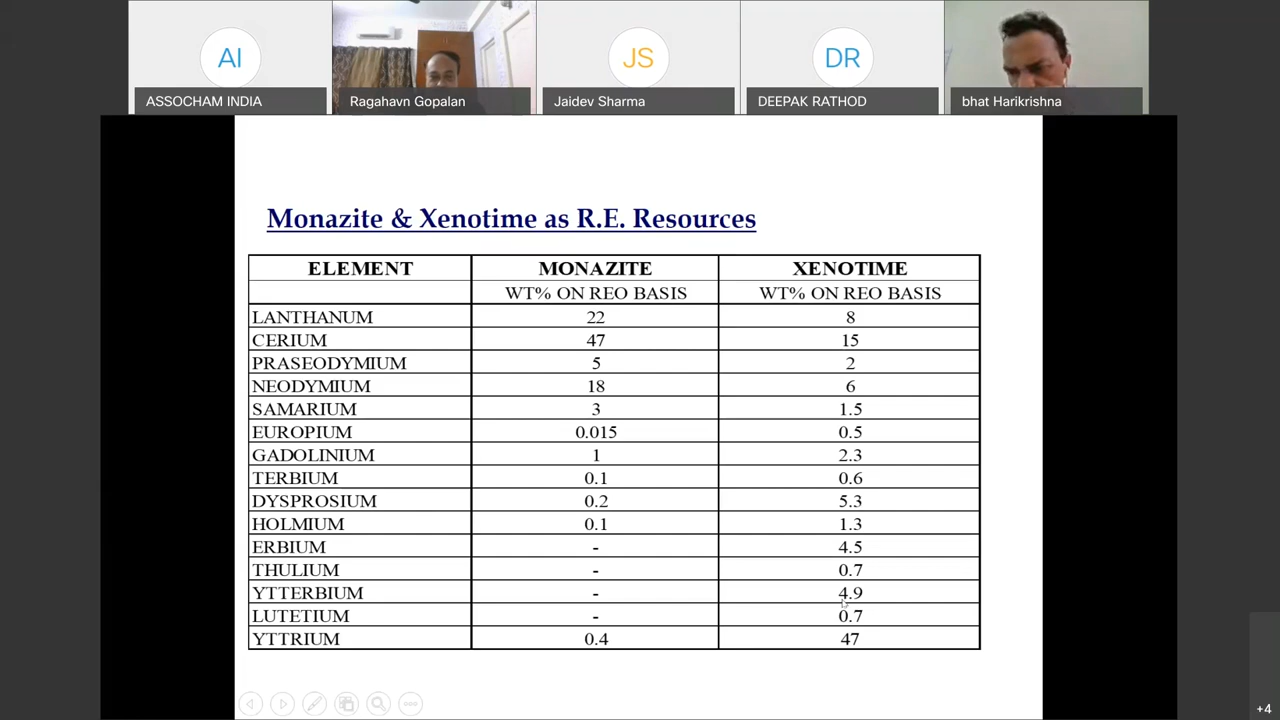 AI
JS
DR
ASSOCHAM INDIA
Ragahavn Gopalan
Jaidev Sharma
DEEPAK RATHOD
bhat Harikrishna
Monazite & Xenotime as R.E. Resources
ELEMENT MONAZITE XENOTIME
WT% ON REO BASIS WT% ON REO BASIS
LANTHANUM 22 8
CERIUM 47 15
PRASEODYMIUM 5 2
NEODYMIUM 18 6
SAMARIUM 3 1.5
EUROPIUM 0.015 0.5
GADOLINIUM 1 2.3
TERBIUM 0.1 0.6
DYSPROSIUM 0.2 5.3
HOLMIUM 0.1 1.3
ERBIUM - 4.5
THULIUM - 0.7
YTTERBIUM - 4.9
LUTETIUM - 0.7
YTTRIUM 0.4 47
+4